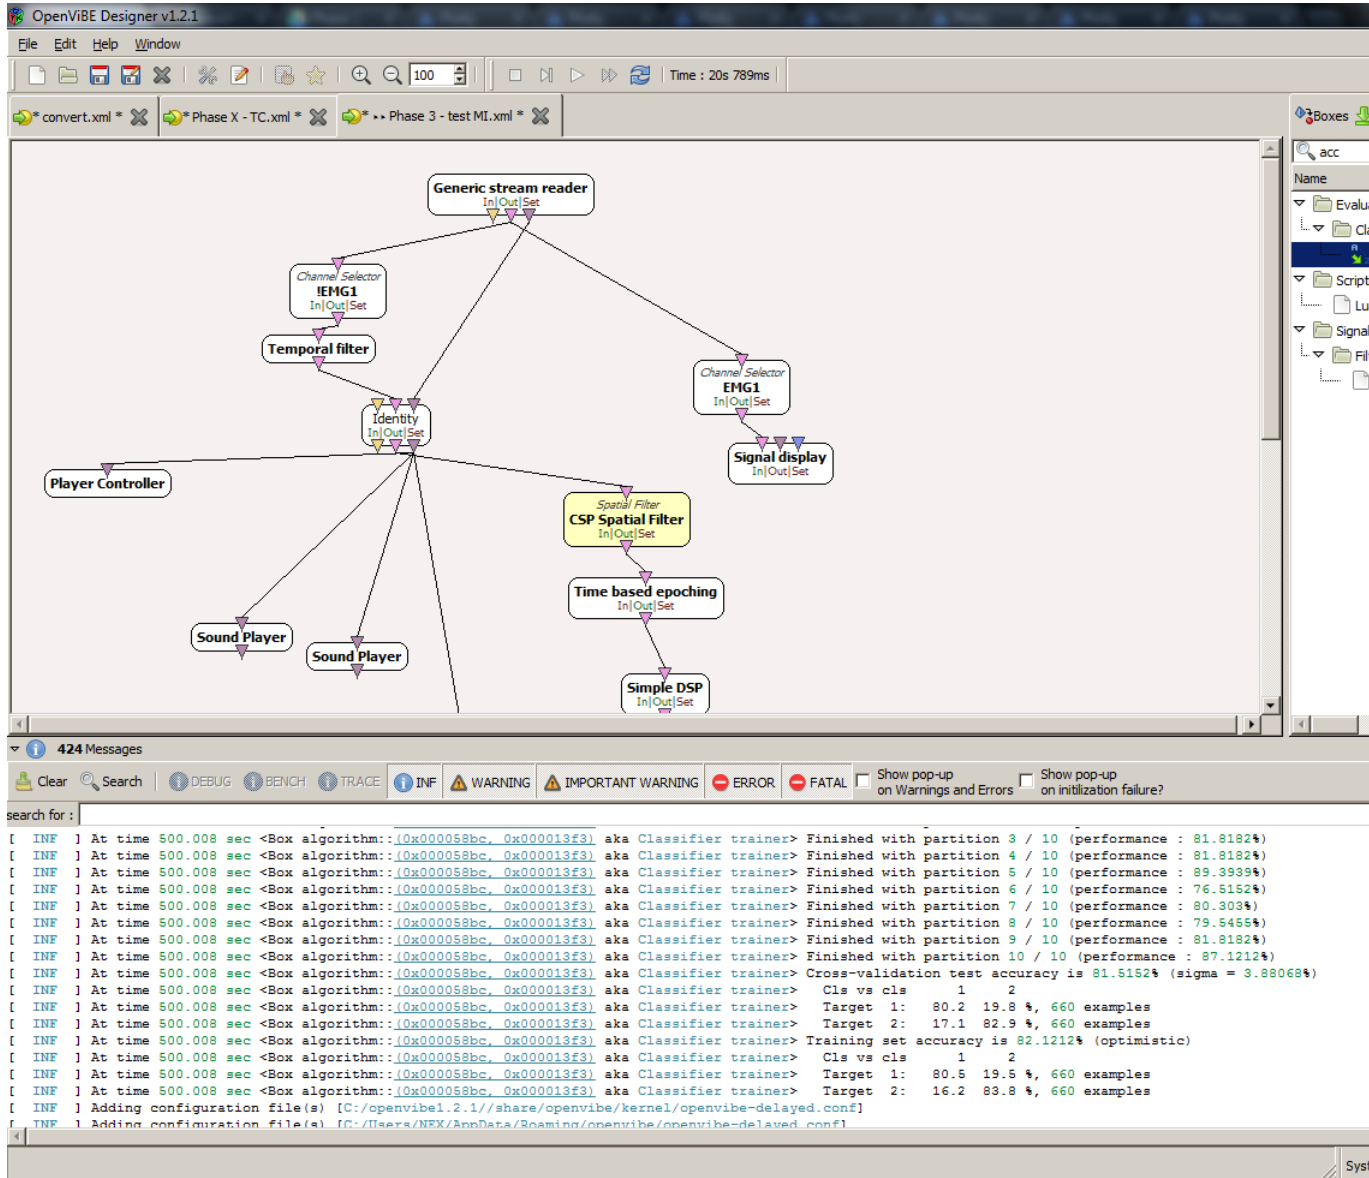 OpenViBE Designer v1.2.1
File Edit Help Window
100 Time : 20s 789ms
* convert.xml * * Phase X - TC.xml * * ▸▸ Phase 3 - test MI.xml * Boxes
acc
Name
Generic stream reader
In|Out|Set
Channel Selector
!EMG1
In|Out|Set
Temporal filter
Identity
In|Out|Set
Channel Selector
EMG1
In|Out|Set
Signal display
In|Out|Set
Player Controller
Spatial Filter
CSP Spatial Filter
In|Out|Set
Time based epoching
In|Out|Set
Sound Player
Sound Player
Simple DSP
In|Out|Set
Evalua
Cla
Script
Lu
Signal
Fil
424 Messages
Clear Search DEBUG BENCH TRACE INF WARNING IMPORTANT WARNING ERROR FATAL Show pop-up on Warnings and Errors Show pop-up on initilization failure?
search for :
[ INF ] At time 500.008 sec <Box algorithm::(0x000058bc, 0x000013f3) aka Classifier trainer> Finished with partition 3 / 10 (performance : 81.8182%)
[ INF ] At time 500.008 sec <Box algorithm::(0x000058bc, 0x000013f3) aka Classifier trainer> Finished with partition 4 / 10 (performance : 81.8182%)
[ INF ] At time 500.008 sec <Box algorithm::(0x000058bc, 0x000013f3) aka Classifier trainer> Finished with partition 5 / 10 (performance : 89.3939%)
[ INF ] At time 500.008 sec <Box algorithm::(0x000058bc, 0x000013f3) aka Classifier trainer> Finished with partition 6 / 10 (performance : 76.5152%)
[ INF ] At time 500.008 sec <Box algorithm::(0x000058bc, 0x000013f3) aka Classifier trainer> Finished with partition 7 / 10 (performance : 80.303%)
[ INF ] At time 500.008 sec <Box algorithm::(0x000058bc, 0x000013f3) aka Classifier trainer> Finished with partition 8 / 10 (performance : 79.5455%)
[ INF ] At time 500.008 sec <Box algorithm::(0x000058bc, 0x000013f3) aka Classifier trainer> Finished with partition 9 / 10 (performance : 81.8182%)
[ INF ] At time 500.008 sec <Box algorithm::(0x000058bc, 0x000013f3) aka Classifier trainer> Finished with partition 10 / 10 (performance : 87.1212%)
[ INF ] At time 500.008 sec <Box algorithm::(0x000058bc, 0x000013f3) aka Classifier trainer> Cross-validation test accuracy is 81.5152% (sigma = 3.88068%)
[ INF ] At time 500.008 sec <Box algorithm::(0x000058bc, 0x000013f3) aka Classifier trainer> Cls vs cls 1 2
[ INF ] At time 500.008 sec <Box algorithm::(0x000058bc, 0x000013f3) aka Classifier trainer> Target 1: 80.2 19.8 %, 660 examples
[ INF ] At time 500.008 sec <Box algorithm::(0x000058bc, 0x000013f3) aka Classifier trainer> Target 2: 17.1 82.9 %, 660 examples
[ INF ] At time 500.008 sec <Box algorithm::(0x000058bc, 0x000013f3) aka Classifier trainer> Training set accuracy is 82.1212% (optimistic)
[ INF ] At time 500.008 sec <Box algorithm::(0x000058bc, 0x000013f3) aka Classifier trainer> Cls vs cls 1 2
[ INF ] At time 500.008 sec <Box algorithm::(0x000058bc, 0x000013f3) aka Classifier trainer> Target 1: 80.5 19.5 %, 660 examples
[ INF ] At time 500.008 sec <Box algorithm::(0x000058bc, 0x000013f3) aka Classifier trainer> Target 2: 16.2 83.8 %, 660 examples
[ INF ] Adding configuration file(s) [C:/openvibe1.2.1//share/openvibe/kernel/openvibe-delayed.conf]
[ INF ] Adding configuration file(s) [C:/Users/NEX/AppData/Roaming/openvibe/openvibe-delayed.conf]
Syst